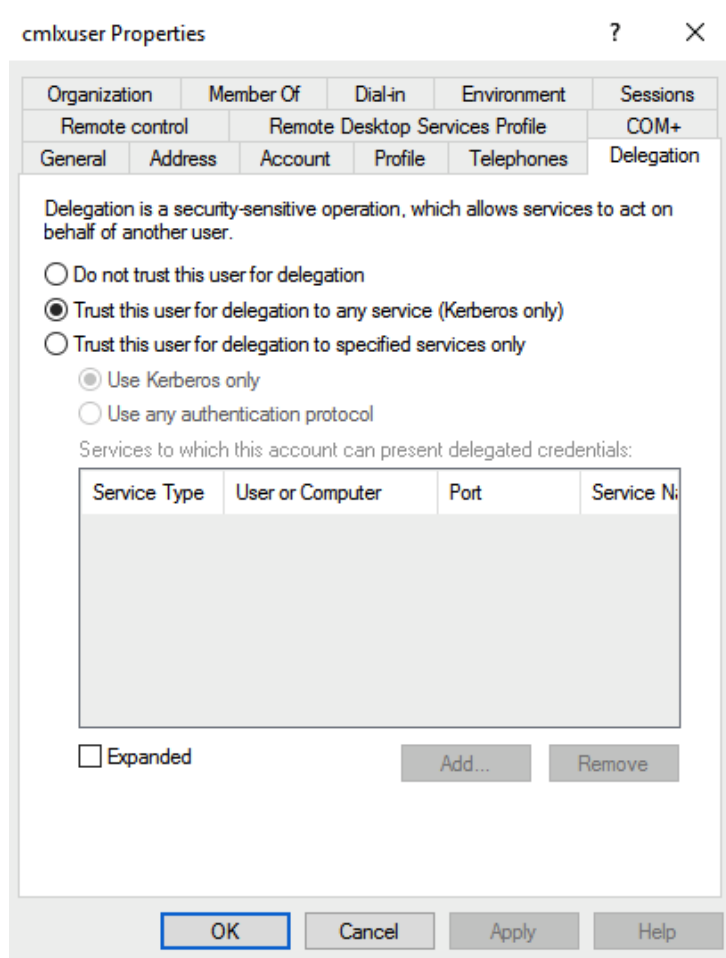 cmlxuser Properties ? ✕
Organization Member Of Dial-in Environment Sessions
Remote control Remote Desktop Services Profile COM+
General Address Account Profile Telephones Delegation
Delegation is a security-sensitive operation, which allows services to act on
behalf of another user.
Do not trust this user for delegation
Trust this user for delegation to any service (Kerberos only)
Trust this user for delegation to specified services only
Use Kerberos only
Use any authentication protocol
Services to which this account can present delegated credentials:
Service Type User or Computer Port Service Na
Expanded Add... Remove
OK Cancel Apply Help